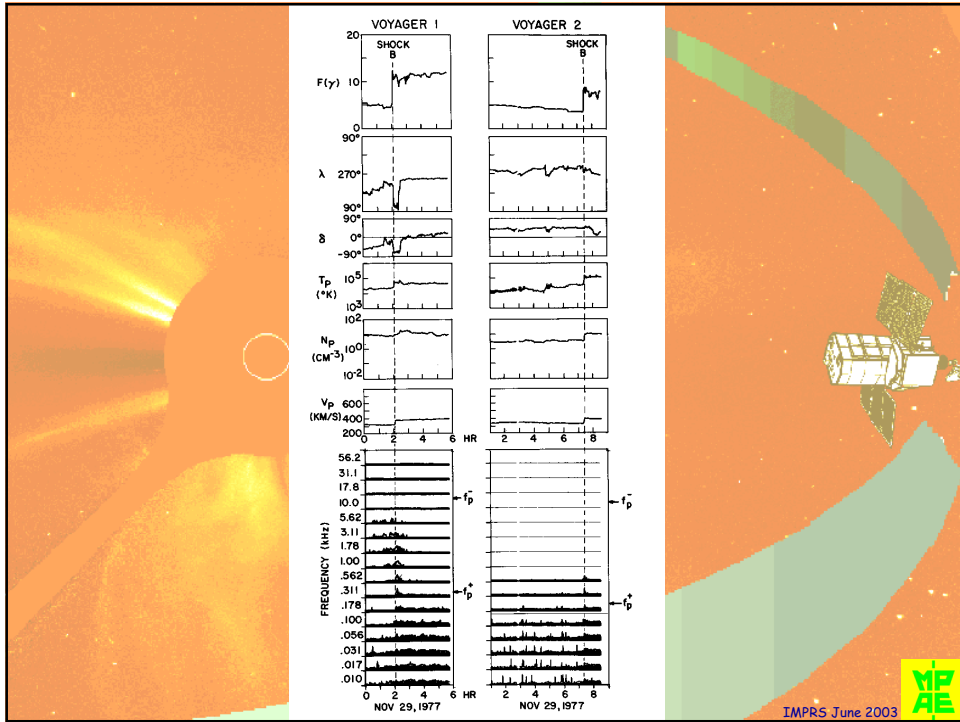 VOYAGER 1 VOYAGER 2
SHOCK B
SHOCK B
F(γ)
20
10
0
λ
90°
270°
90°
δ
90°
0°
-90°
T_P (°K)
10^5
10^3
N_P (CM^-3)
10^2
10^0
10^-2
V_P (KM/S)
600
400
200
0 2 4 6 HR 2 4 6 8
FREQUENCY (kHz)
56.2
31.1
17.8
10.0
5.62
3.11
1.78
1.00
.562
.311
.178
.100
.056
.031
.017
.010
f_p^-
f_p^+
f_p^-
f_p^+
0 2 4 6 HR 2 4 6 8
NOV 29, 1977 NOV 29, 1977
MPAE
IMPRS June 2003